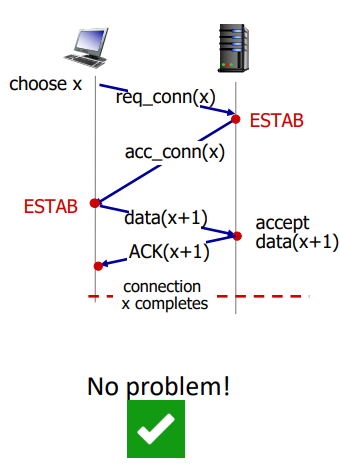 choose x
req_conn(x)
ESTAB
acc_conn(x)
ESTAB
data(x+1)
accept
data(x+1)
ACK(x+1)
connection
x completes
No problem!